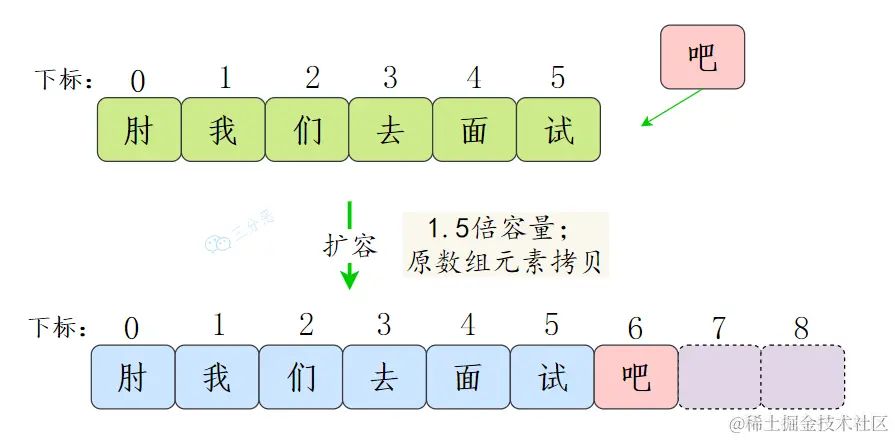 吧
下标： 0 1 2 3 4 5
肘 我 们 去 面 试
三分恶
扩容
1.5倍容量；
原数组元素拷贝
下标： 0 1 2 3 4 5 6 7 8
肘 我 们 去 面 试 吧
@稀土掘金技术社区